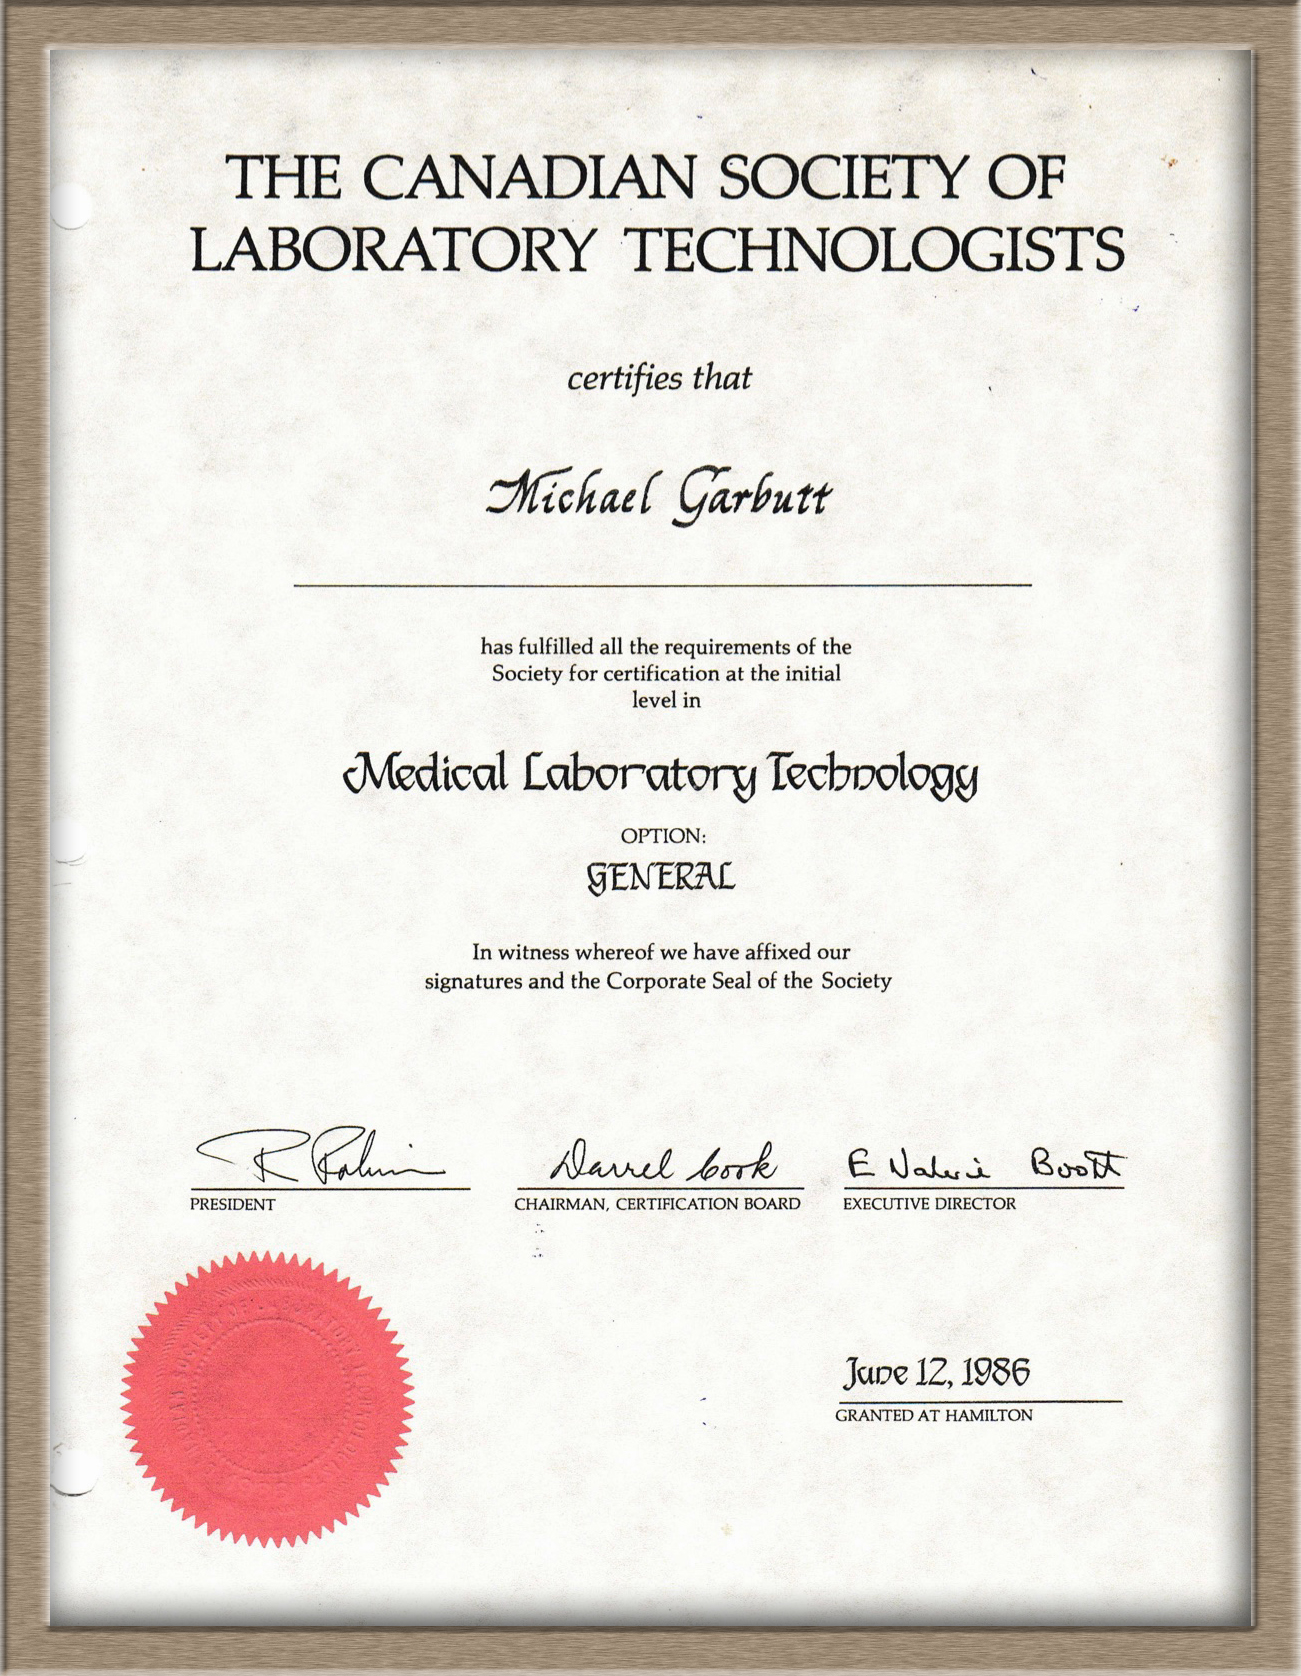 THE CANADIAN SOCIETY OF
LABORATORY TECHNOLOGISTS
certifies that
Michael Garbutt
has fulfilled all the requirements of the
Society for certification at the initial
level in
Medical Laboratory Technology
OPTION:
GENERAL
In witness whereof we have affixed our
signatures and the Corporate Seal of the Society
Darrel Cook
E Valerie Booth
PRESIDENT
CHAIRMAN, CERTIFICATION BOARD
EXECUTIVE DIRECTOR
SOCIETY OF
June 12, 1986
GRANTED AT HAMILTON